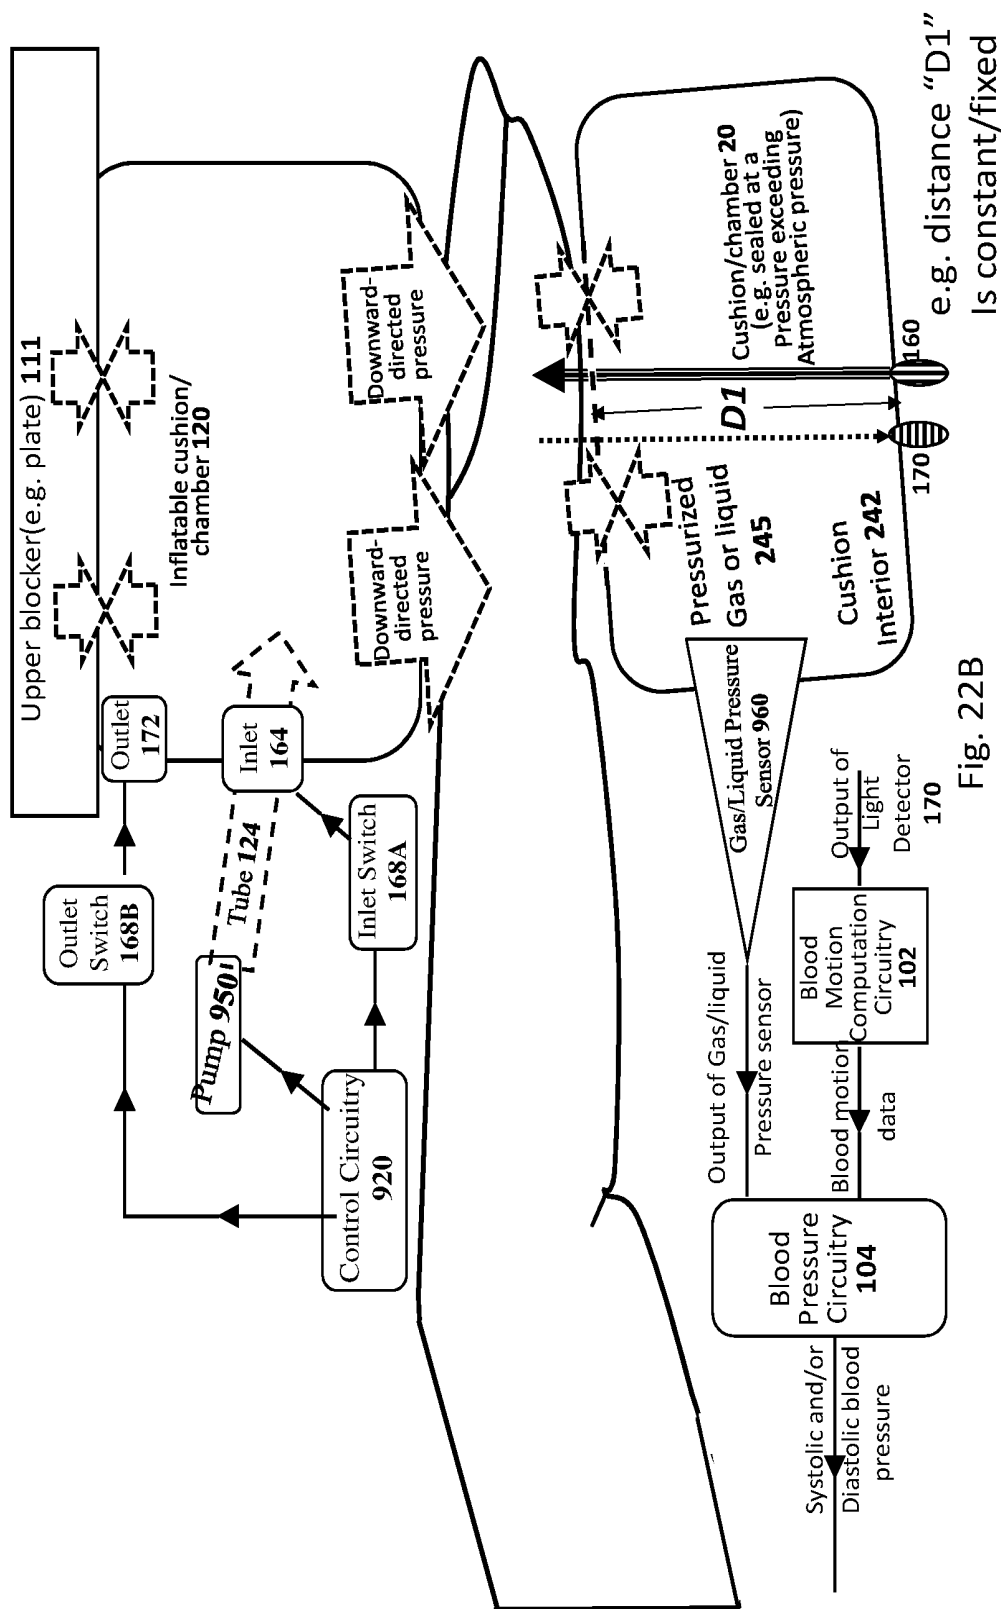 Upper blocker(e.g. plate) 111
Inflatable cushion/
chamber 120
Outlet
172
Inlet
164
Outlet
Switch
168B
Tube 124
Pump 950
Inlet Switch
168A
Control Circuitry
920
Downward-
directed
pressure
Downward-
directed
pressure
Cushion/chamber 20
(e.g. sealed at a
Pressure exceeding
Atmospheric pressure)
D1
160
170
Pressurized
Gas or liquid
245
Cushion
Interior 242
Gas/Liquid Pressure
Sensor 960
Output of Gas/liquid
Pressure sensor
Output of
Light
Detector
170
Blood
Motion
Computation
Circuitry
102
Blood motion
data
Blood
Pressure
Circuitry
104
Systolic and/or
Diastolic blood
pressure
e.g. distance “D1”
Is constant/fixed
Fig. 22B